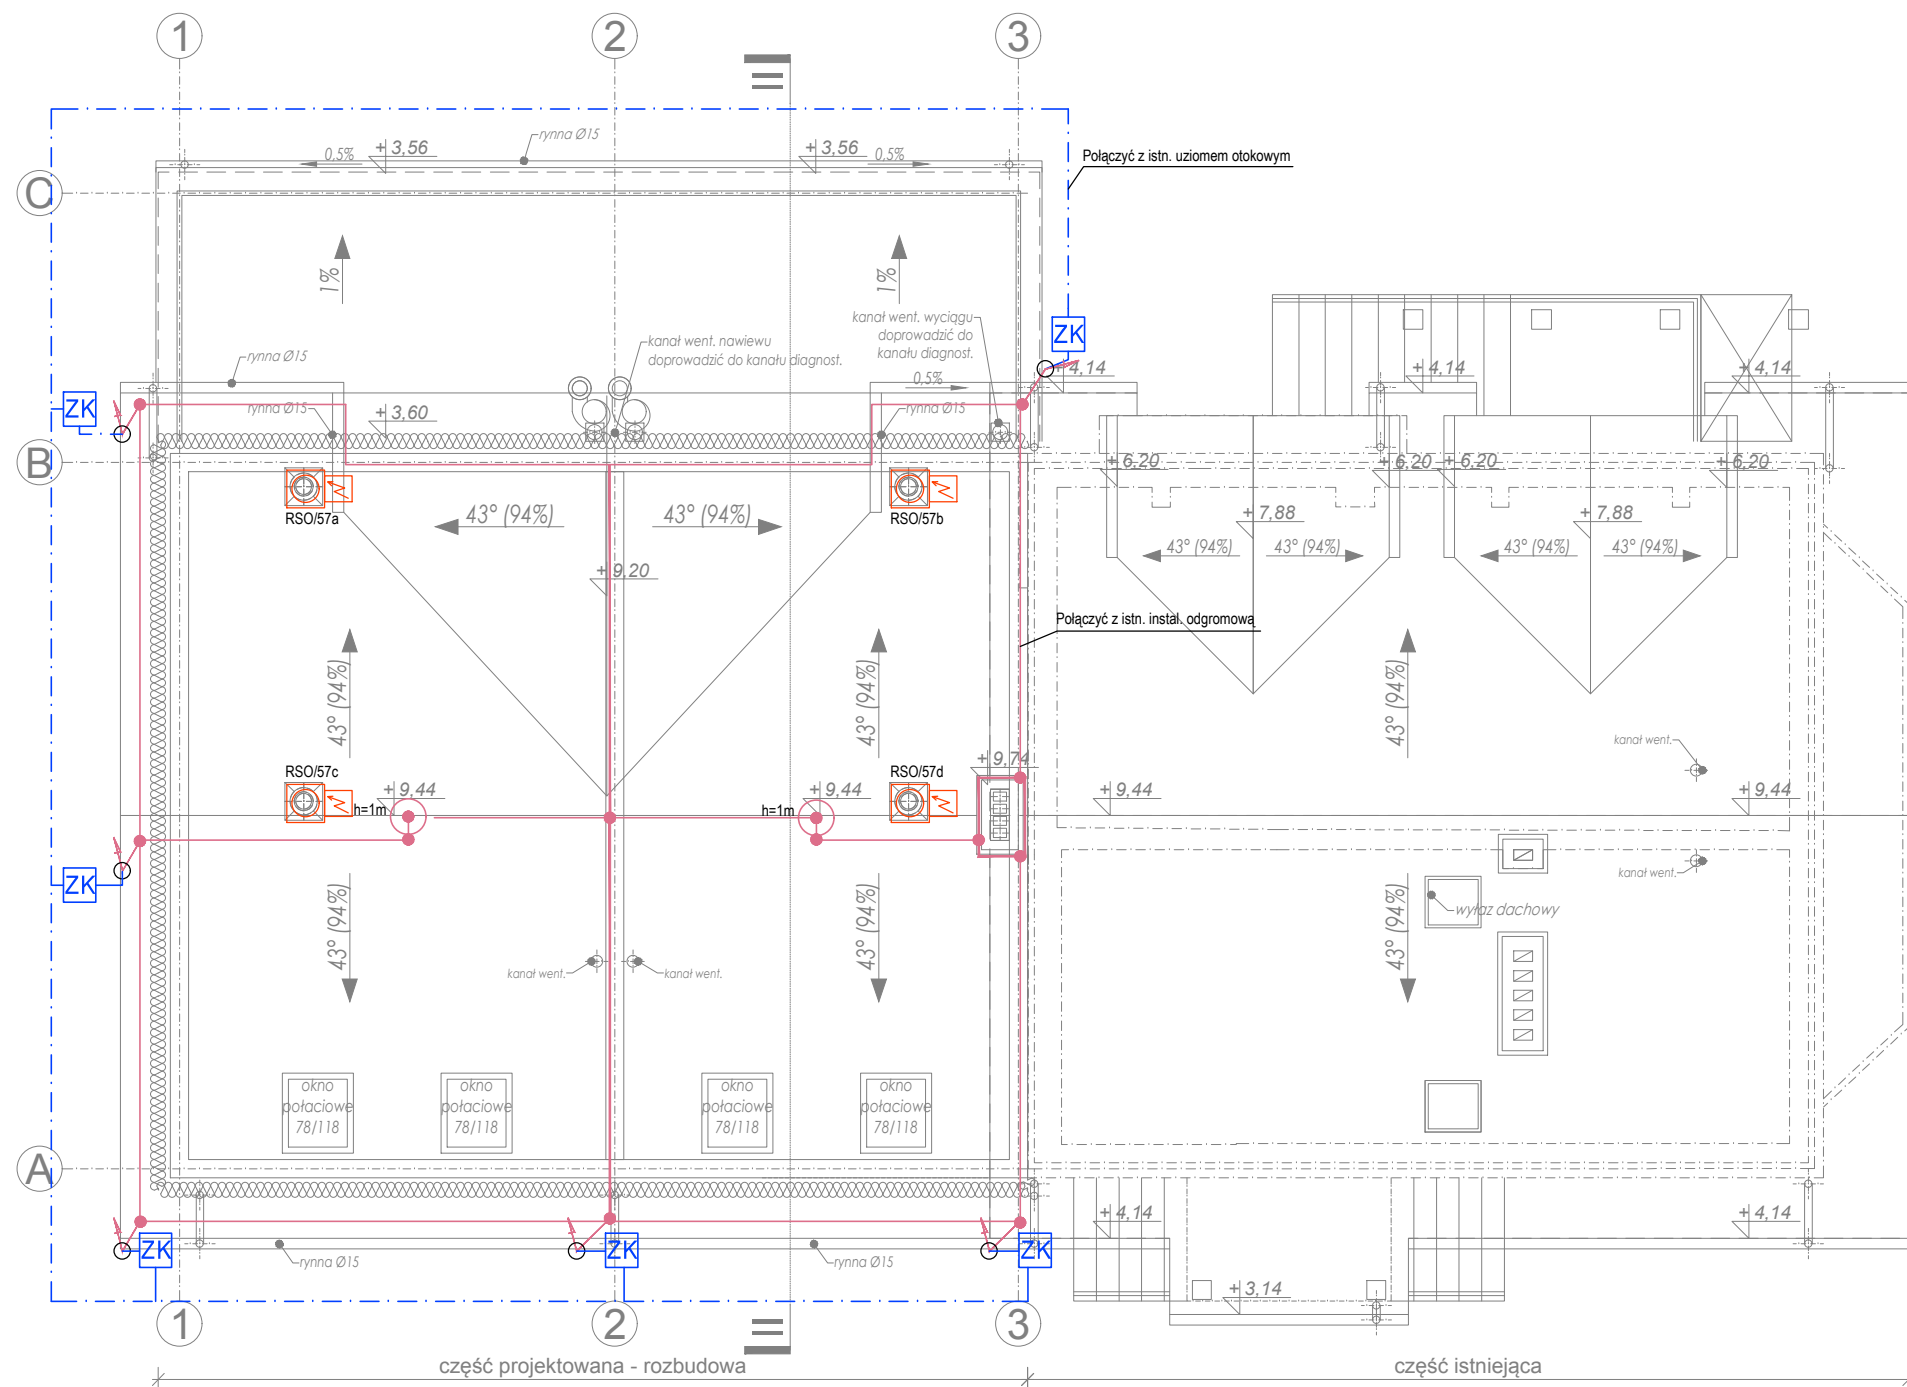 1
2
3
rynna Ø15
0,5%
+ 3,56
+ 3,56
0,5%
Połączyć z istn. uziomem otokowym
C
1%
1%
kanał went. wyciągu
doprowadzić do
kanału diagnost.
kanał went. nawiewu
doprowadzić do kanału diagnost.
ZK
rynna Ø15
+ 4,14
+ 4,14
+ 4,14
0,5%
ZK
rynna Ø15
+ 3,60
rynna Ø15
B
+ 6,20
+ 6,20
+ 6,20
+ 6,20
RSO/57a
RSO/57b
43° (94%)
43° (94%)
+ 7,88
+ 7,88
43° (94%)
43° (94%)
43° (94%)
43° (94%)
+ 9,20
Połączyć z istn. instal. odgromową
43° (94%)
43° (94%)
43° (94%)
kanał went.
+ 9,74
RSO/57c
RSO/57d
+ 9,44
h=1m
+ 9,44
h=1m
+ 9,44
+ 9,44
ZK
kanał went.
43° (94%)
43° (94%)
43° (94%)
wyłaz dachowy
kanał went.
kanał went.
okno
połaciowe
78/118
okno
połaciowe
78/118
okno
połaciowe
78/118
okno
połaciowe
78/118
A
+ 4,14
+ 4,14
ZK
ZK
ZK
rynna Ø15
rynna Ø15
+ 3,14
1
2
3
część projektowana - rozbudowa
część istniejąca